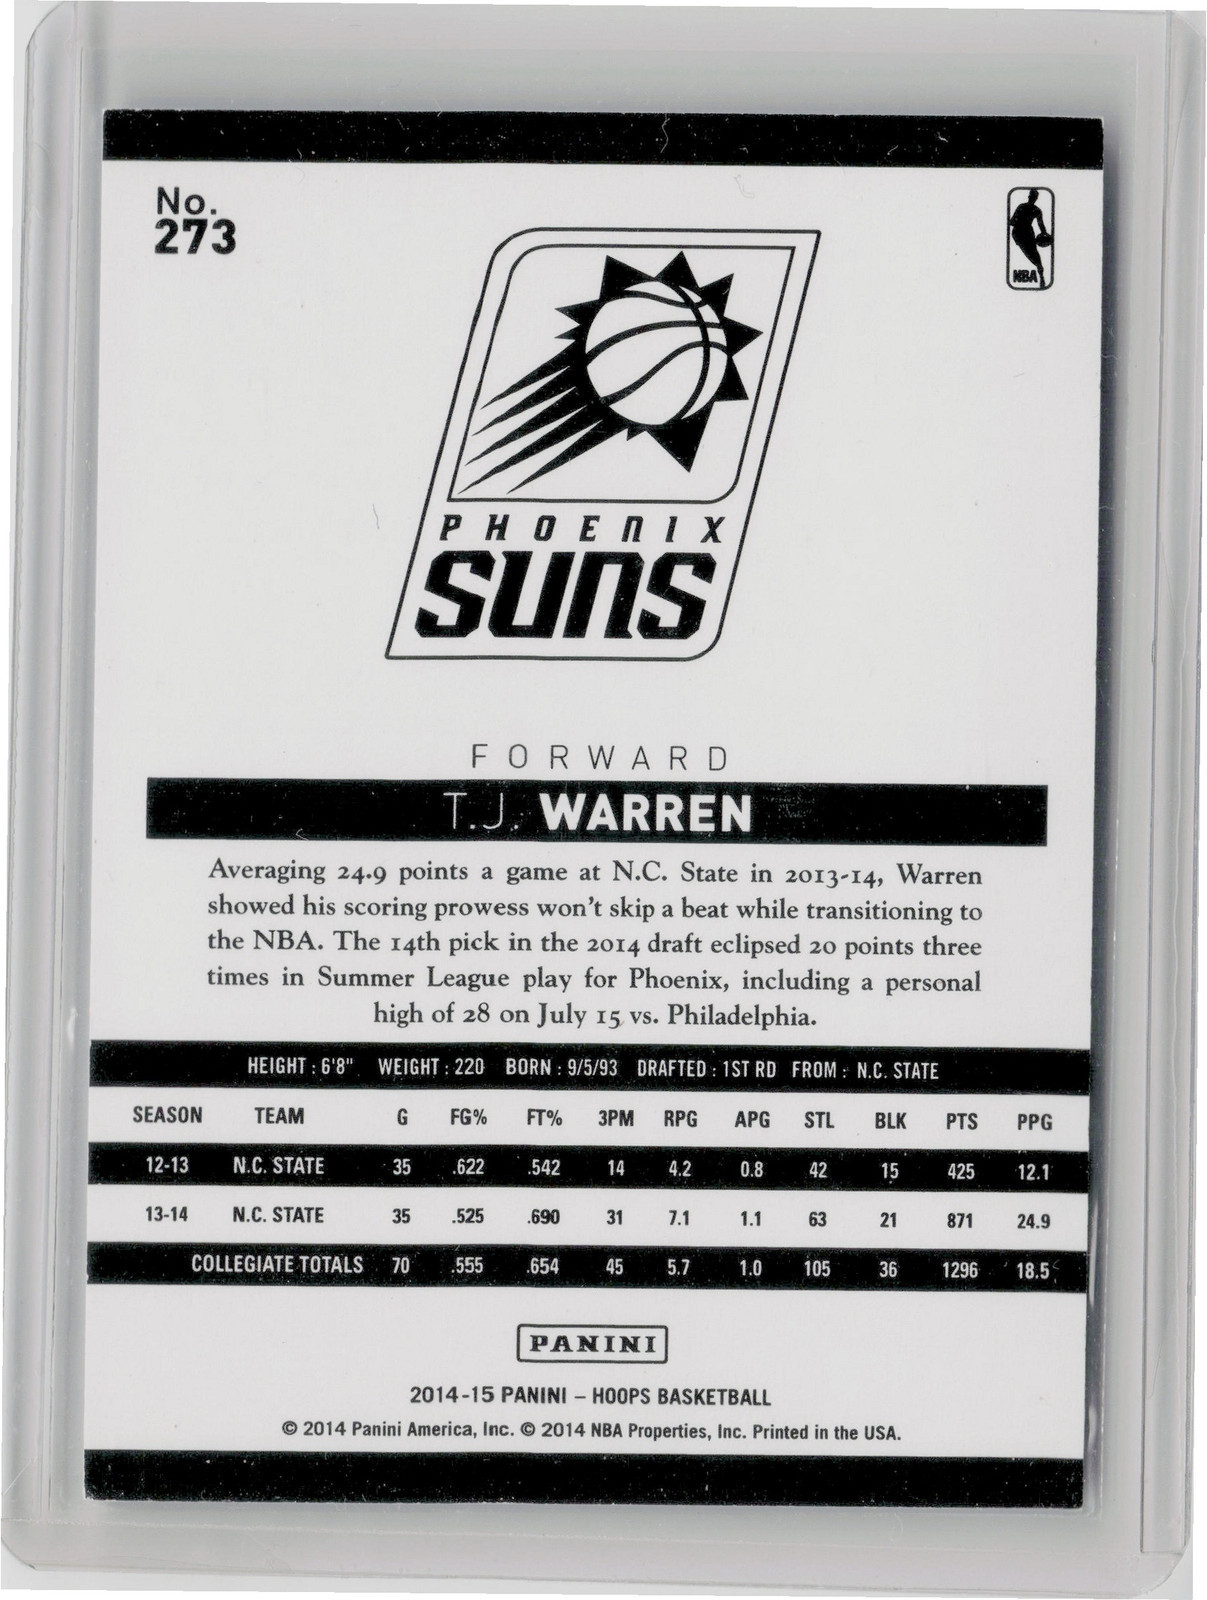 No.
273
NBA
PHOENIX
SUNS
FORWARD
T.J. WARREN
Averaging 24.9 points a game at N.C. State in 2013-14, Warren
showed his scoring prowess won't skip a beat while transitioning to
the NBA. The 14th pick in the 2014 draft eclipsed 20 points three
times in Summer League play for Phoenix, including a personal
high of 28 on July 15 vs. Philadelphia.
HEIGHT : 6'8" WEIGHT : 220 BORN : 9/5/93 DRAFTED : 1ST RD FROM : N.C. STATE
SEASON TEAM G FG% FT% 3PM RPG APG STL BLK PTS PPG
12-13 N.C. STATE 35 .622 .542 14 4.2 0.8 42 15 425 12.1
13-14 N.C. STATE 35 .525 .690 31 7.1 1.1 63 21 871 24.9
COLLEGIATE TOTALS 70 .555 .654 45 5.7 1.0 105 36 1296 18.5
PANINI
2014-15 PANINI – HOOPS BASKETBALL
© 2014 Panini America, Inc. © 2014 NBA Properties, Inc. Printed in the USA.